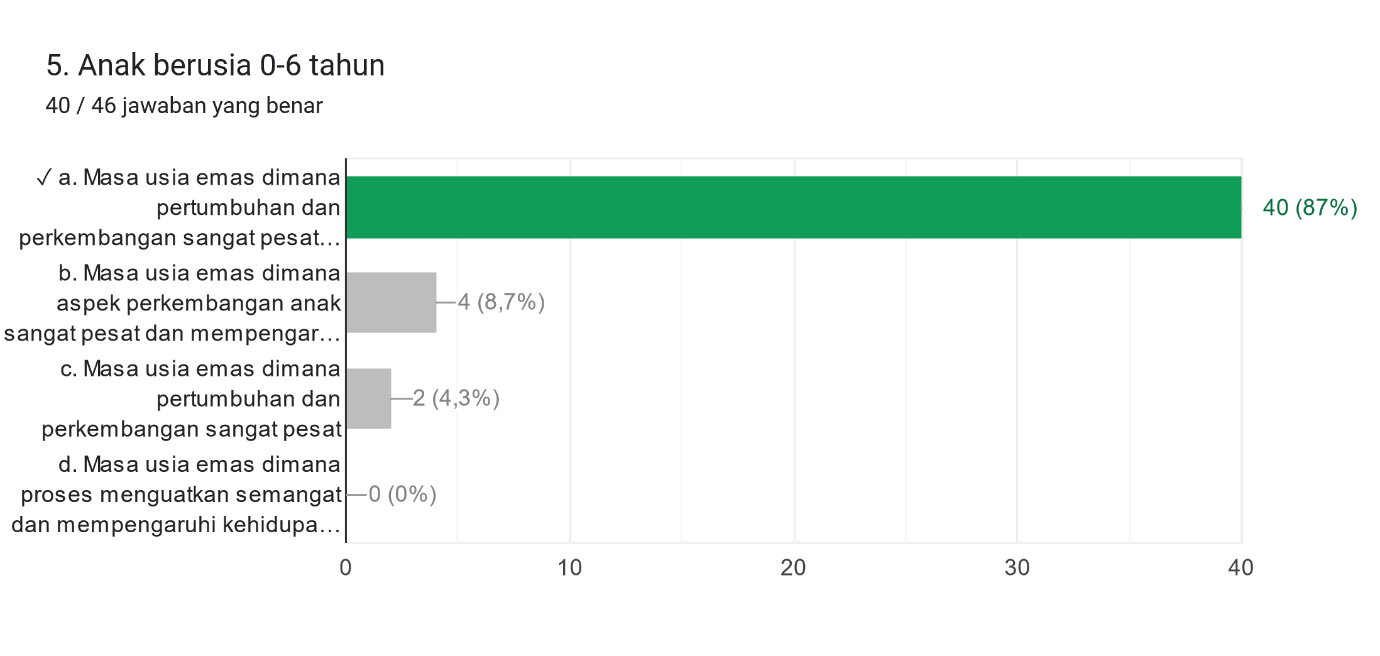 5. Anak berusia 0-6 tahun
40 / 46 jawaban yang benar
✓ a. Masa usia emas dimana
pertumbuhan dan
perkembangan sangat pesat…
40 (87%)
b. Masa usia emas dimana
aspek perkembangan anak
sangat pesat dan mempengar…
4 (8,7%)
c. Masa usia emas dimana
pertumbuhan dan
perkembangan sangat pesat
2 (4,3%)
d. Masa usia emas dimana
proses menguatkan semangat
dan mempengaruhi kehidupa…
0 (0%)
0 10 20 30 40